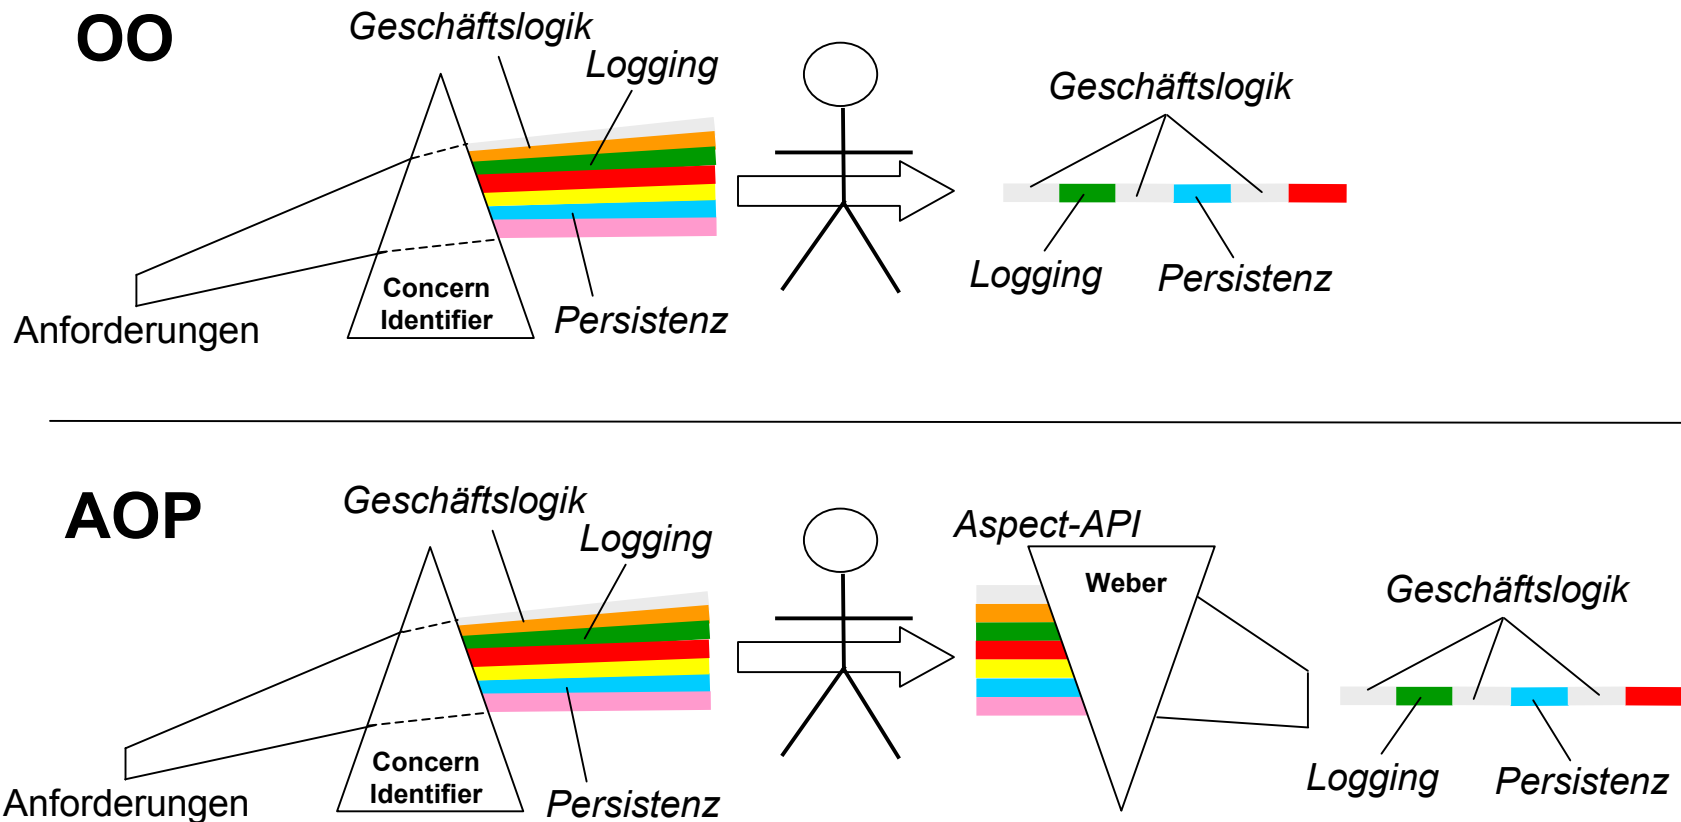 OO
Geschäftslogik
Logging
Geschäftslogik
Concern
Identifier
Anforderungen
Persistenz
Logging
Persistenz
AOP
Geschäftslogik
Logging
Aspect-API
Weber
Geschäftslogik
Concern
Identifier
Anforderungen
Persistenz
Logging
Persistenz